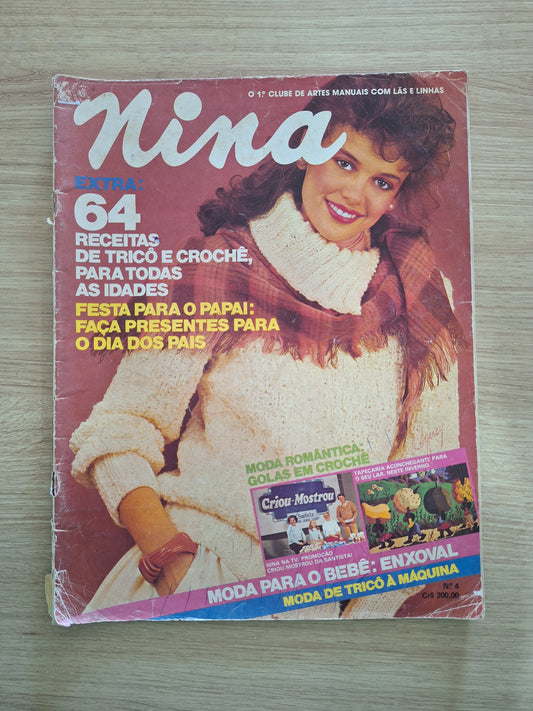 O 1º CLUBE DE ARTES MANUAIS COM LÃS E LINHAS
Nina
EXTRA:
64
RECEITAS
DE TRICÔ E CROCHÊ,
PARA TODAS
AS IDADES
FESTA PARA O PAPAI:
FAÇA PRESENTES PARA
O DIA DOS PAIS
MODA ROMÂNTICA:
GOLAS EM CROCHÊ
TAPEÇARIA ACONCHEGANTE PARA
O SEU LAR, NESTE INVERNO
Criou-Mostrou
Santista
NINA NA TV: PROMOÇÃO
CRIOU-MOSTROU DA SANTISTA!
MODA PARA O BEBÊ: ENXOVAL
MODA DE TRICÔ À MÁQUINA
Nº 4
Cr$ 300,00